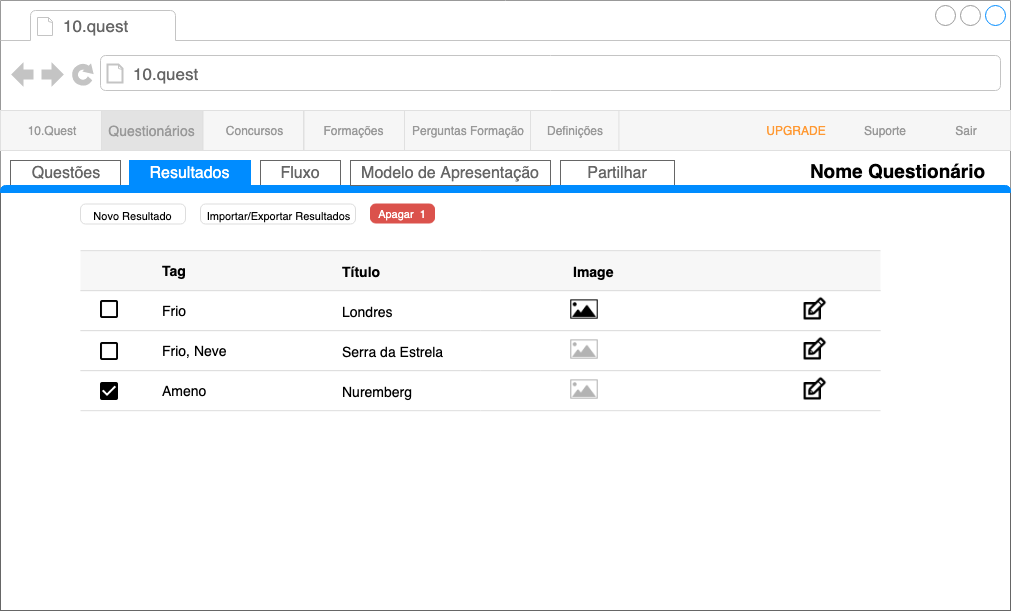 10.quest
10.quest
10.Quest Questionários Concursos Formações Perguntas Formação Definições UPGRADE Suporte Sair
Questões Resultados Fluxo Modelo de Apresentação Partilhar Nome Questionário
Novo Resultado Importar/Exportar Resultados Apagar 1
Tag Título Image
Frio Londres
Frio, Neve Serra da Estrela
Ameno Nuremberg